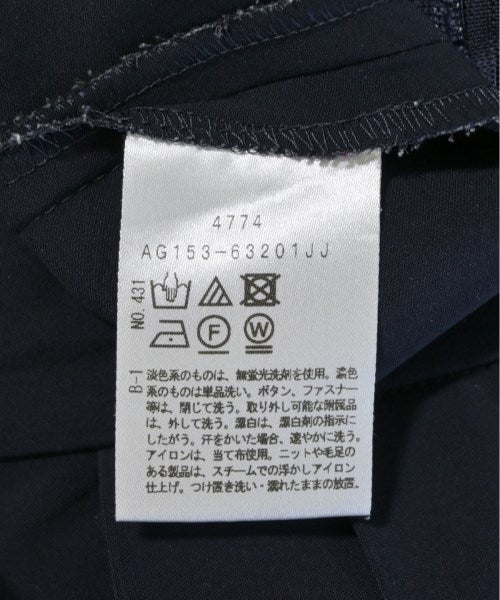 4774
AG153-63201JJ
NO.431
F
W
B-1
淡色系のものは、無蛍光洗剤を使用。濃色
系のものは単品洗い。ボタン、ファスナー
等は、閉じて洗う。取り外し可能な附製品
は、外して洗う。漂白は、漂白剤の指示に
したがう。汗をかいた場合、速やかに洗う。
アイロンは、当て布使用。ニットや毛足の
ある製品は、スチームでの浮かしアイロン
仕上げ。つけ置き洗い・濡れたままの放置、